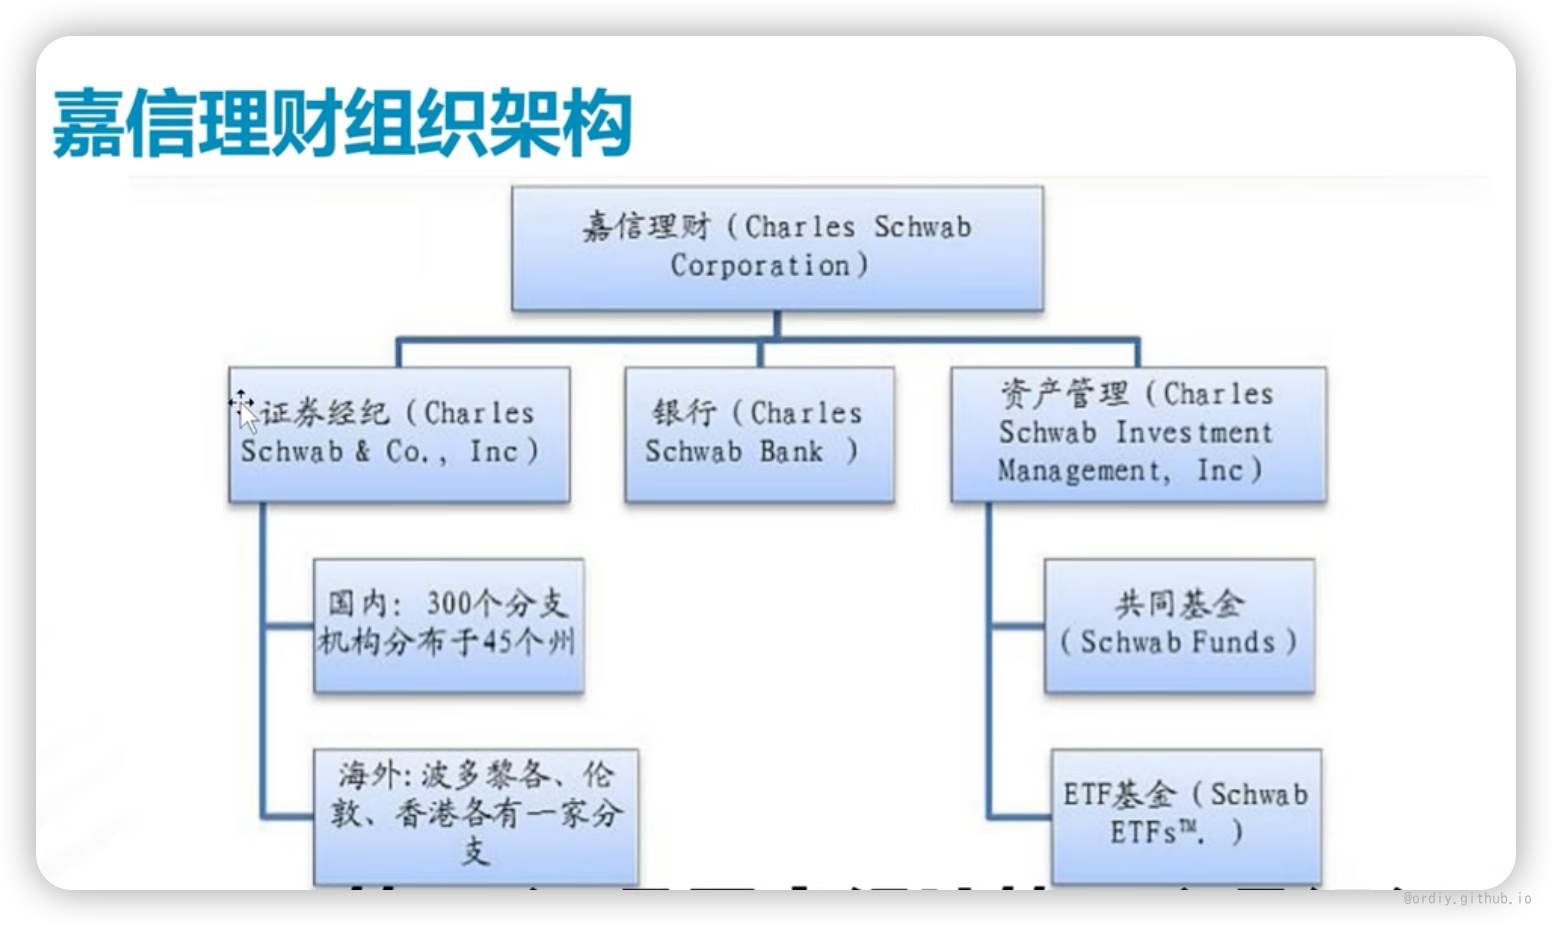 嘉信理财组织架构
嘉信理财（Charles Schwab
Corporation）
证券经纪（Charles
Schwab & Co., Inc）
银行（Charles
Schwab Bank ）
资产管理（Charles
Schwab Investment
Management, Inc）
国内： 300个分支
机构分布于45个州
共同基金
（Schwab Funds）
海外：波多黎各、伦
敦、香港各有一家分
支
ETF基金（Schwab
ETFs™. ）
@ordiy.github.io